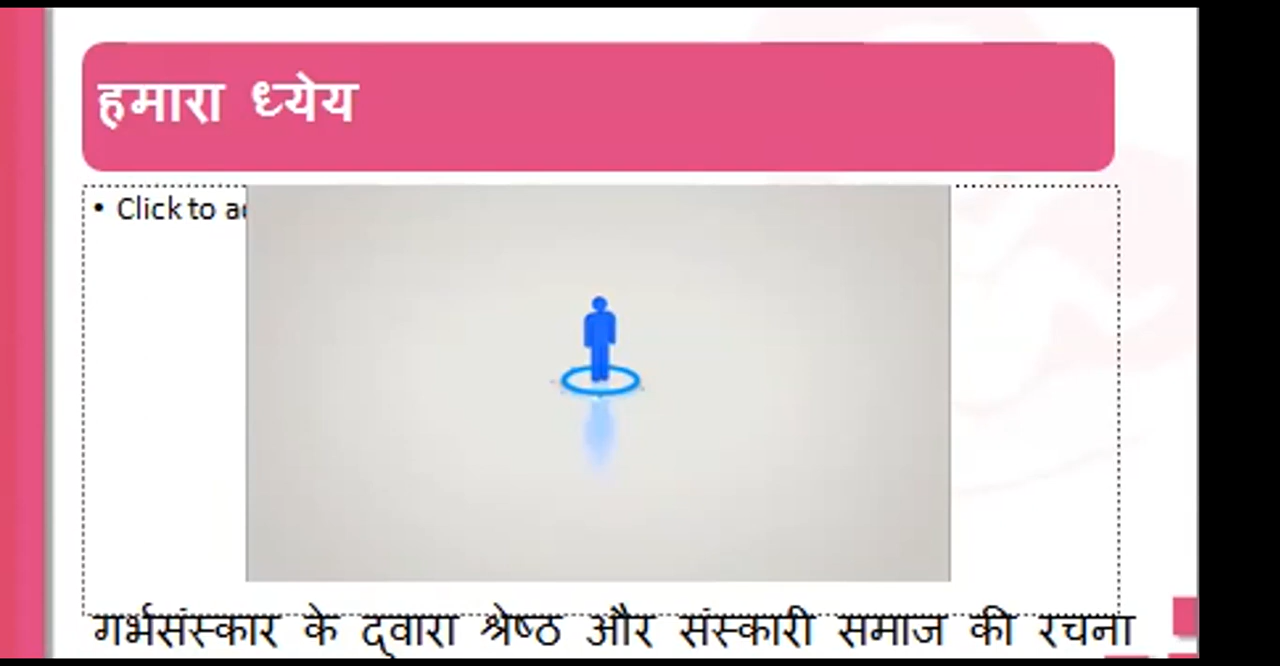 हमारा ध्येय
• Click to
गर्भसंस्कार के द्वारा श्रेष्ठ और संस्कारी समाज की रचना